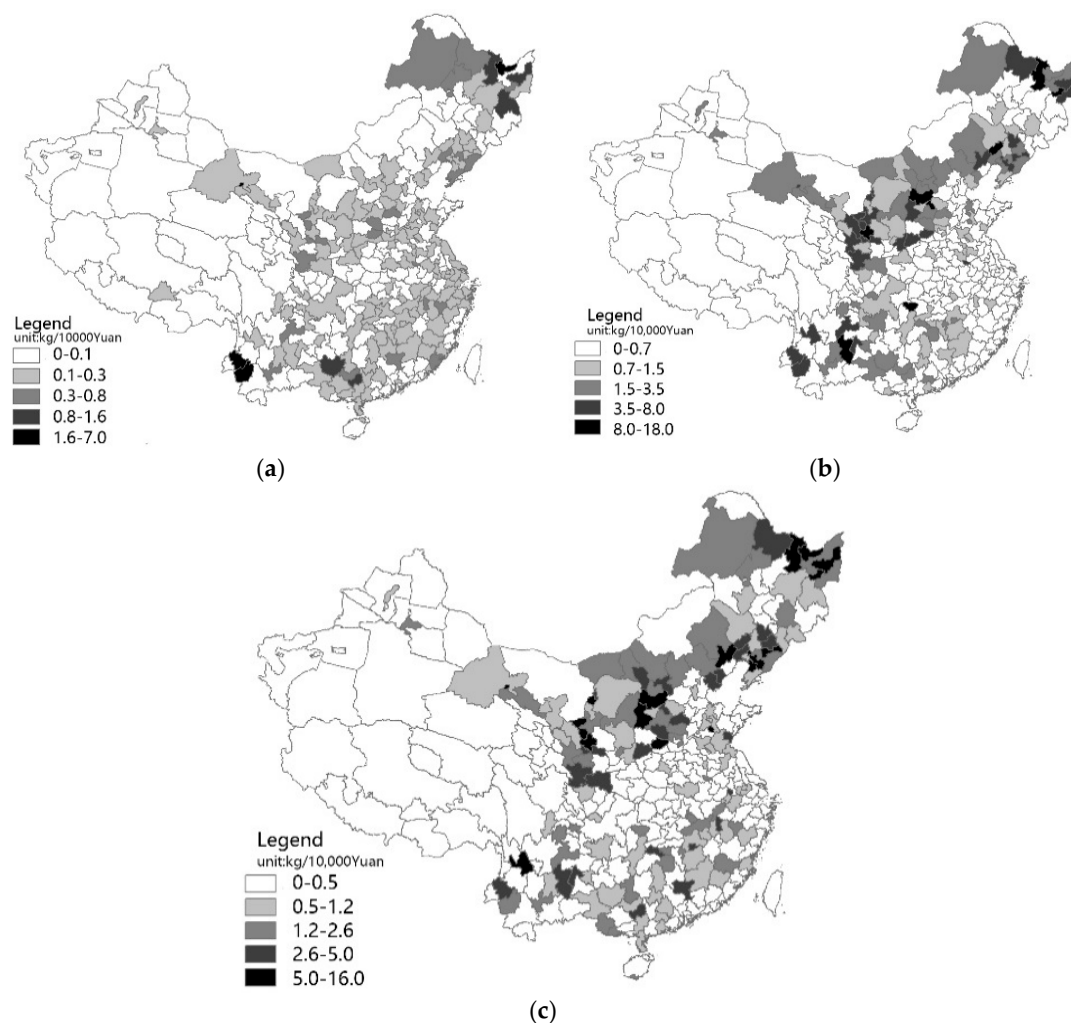 Legend
unit:kg/10000Yuan
0-0.1
0.1-0.3
0.3-0.8
0.8-1.6
1.6-7.0
(a)
Legend
unit:kg/10,000Yuan
0-0.7
0.7-1.5
1.5-3.5
3.5-8.0
8.0-18.0
(b)
Legend
unit:kg/10,000Yuan
0-0.5
0.5-1.2
1.2-2.6
2.6-5.0
5.0-16.0
(c)